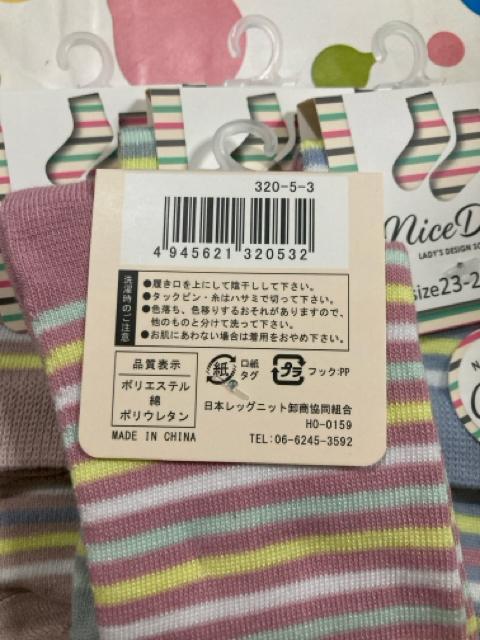 320-5-3
4 945621 320532
洗濯時のご注意
●履き口を上にして陰干しして下さい。
●タックピン・糸はハサミで切って下さい。
●色落ち、色移りするおそれがありますので、
他のものと分けて洗って下さい。
●お肌にあわない場合は着用をおやめ下さい。
品質表示
ポリエステル
綿
ポリウレタン
MADE IN CHINA
紙
口紙
タグ
プラ
フック:PP
日本レッグニット卸商協同組合
HO-0159
TEL:06-6245-3592
Nice
LADY'S DESIGN
size23-2